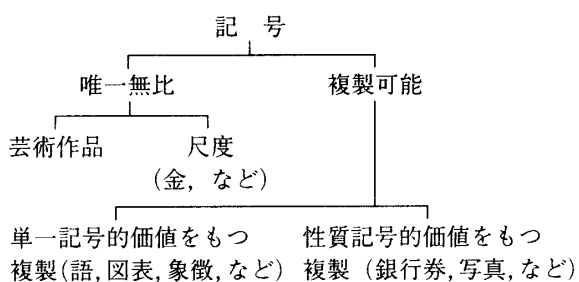 記 号
唯一無比 複製可能
芸術作品 尺度
(金, など)
単一記号的価値をもつ 性質記号的価値をもつ
複製(語, 図表, 象徴, など) 複製 (銀行券, 写真, など)